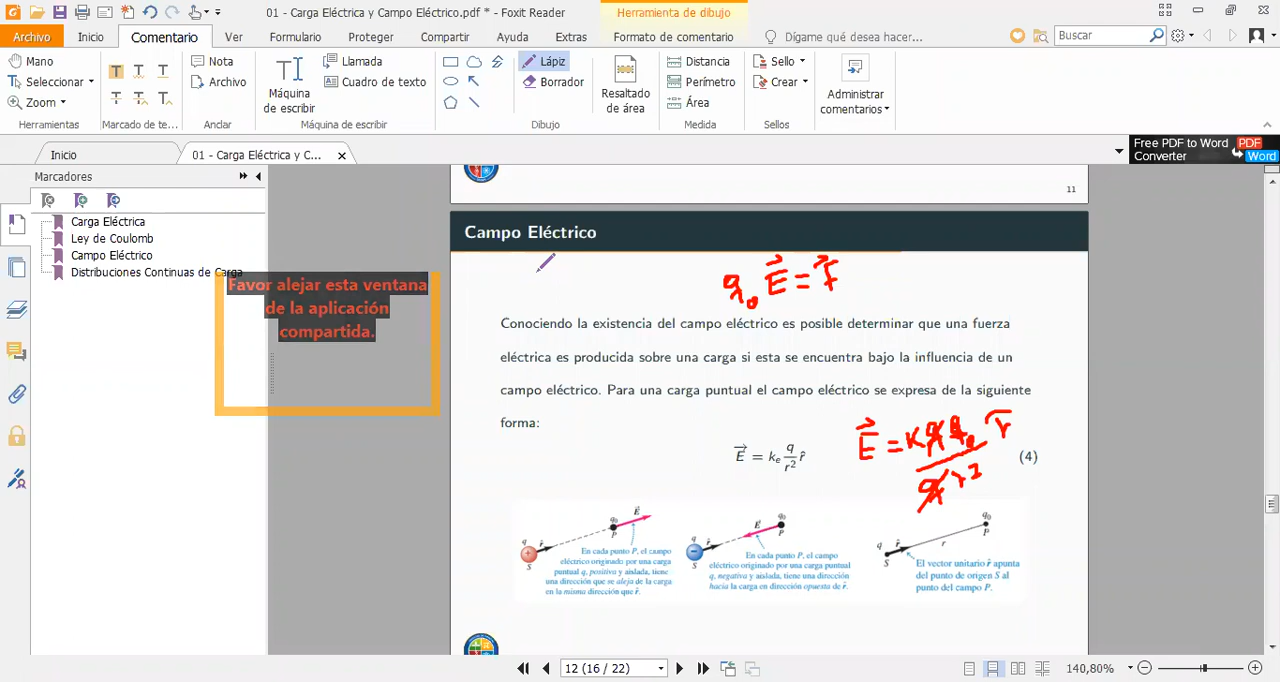 01 - Carga Eléctrica y Campo Eléctrico.pdf * - Foxit Reader
Herramienta de dibujo
Archivo
Inicio
Comentario
Ver
Formulario
Proteger
Compartir
Ayuda
Extras
Formato de comentario
Dígame qué desea hacer...
Buscar
Mano
Seleccionar
Zoom
Herramientas
Marcado de te...
Nota
Archivo
Anclar
Máquina
de escribir
Llamada
Cuadro de texto
Máquina de escribir
Lápiz
Borrador
Dibujo
Resaltado
de área
Distancia
Perímetro
Área
Medida
Sello
Crear
Sellos
Administrar
comentarios
Inicio
01 - Carga Eléctrica y C...
Free PDF to Word
Converter
PDF
Word
Marcadores
Carga Eléctrica
Ley de Coulomb
Campo Eléctrico
Distribuciones Continuas de Carga
Favor alejar esta ventana
de la aplicación
compartida.
11
Campo Eléctrico
q₀ E⃗ = F⃗
Conociendo la existencia del campo eléctrico es posible determinar que una fuerza
eléctrica es producida sobre una carga si esta se encuentra bajo la influencia de un
campo eléctrico. Para una carga puntual el campo eléctrico se expresa de la siguiente
forma:
E⃗ = kₑ q/r² r̂
(4)
q₀
E⃗
P
q
r̂
S
En cada punto P, el campo
eléctrico originado por una carga
puntual q, positiva y aislada, tiene
una dirección que se aleja de la carga
en la misma dirección que r̂.
q₀
E⃗
P
q
r̂
S
En cada punto P, el campo
eléctrico originado por una carga puntual
q, negativa y aislada, tiene una dirección
hacia la carga en dirección opuesta de r̂.
q₀
P
q
r̂
r
S
El vector unitario r̂ apunta
del punto de origen S al
punto del campo P.
12 (16 / 22)
140,80%